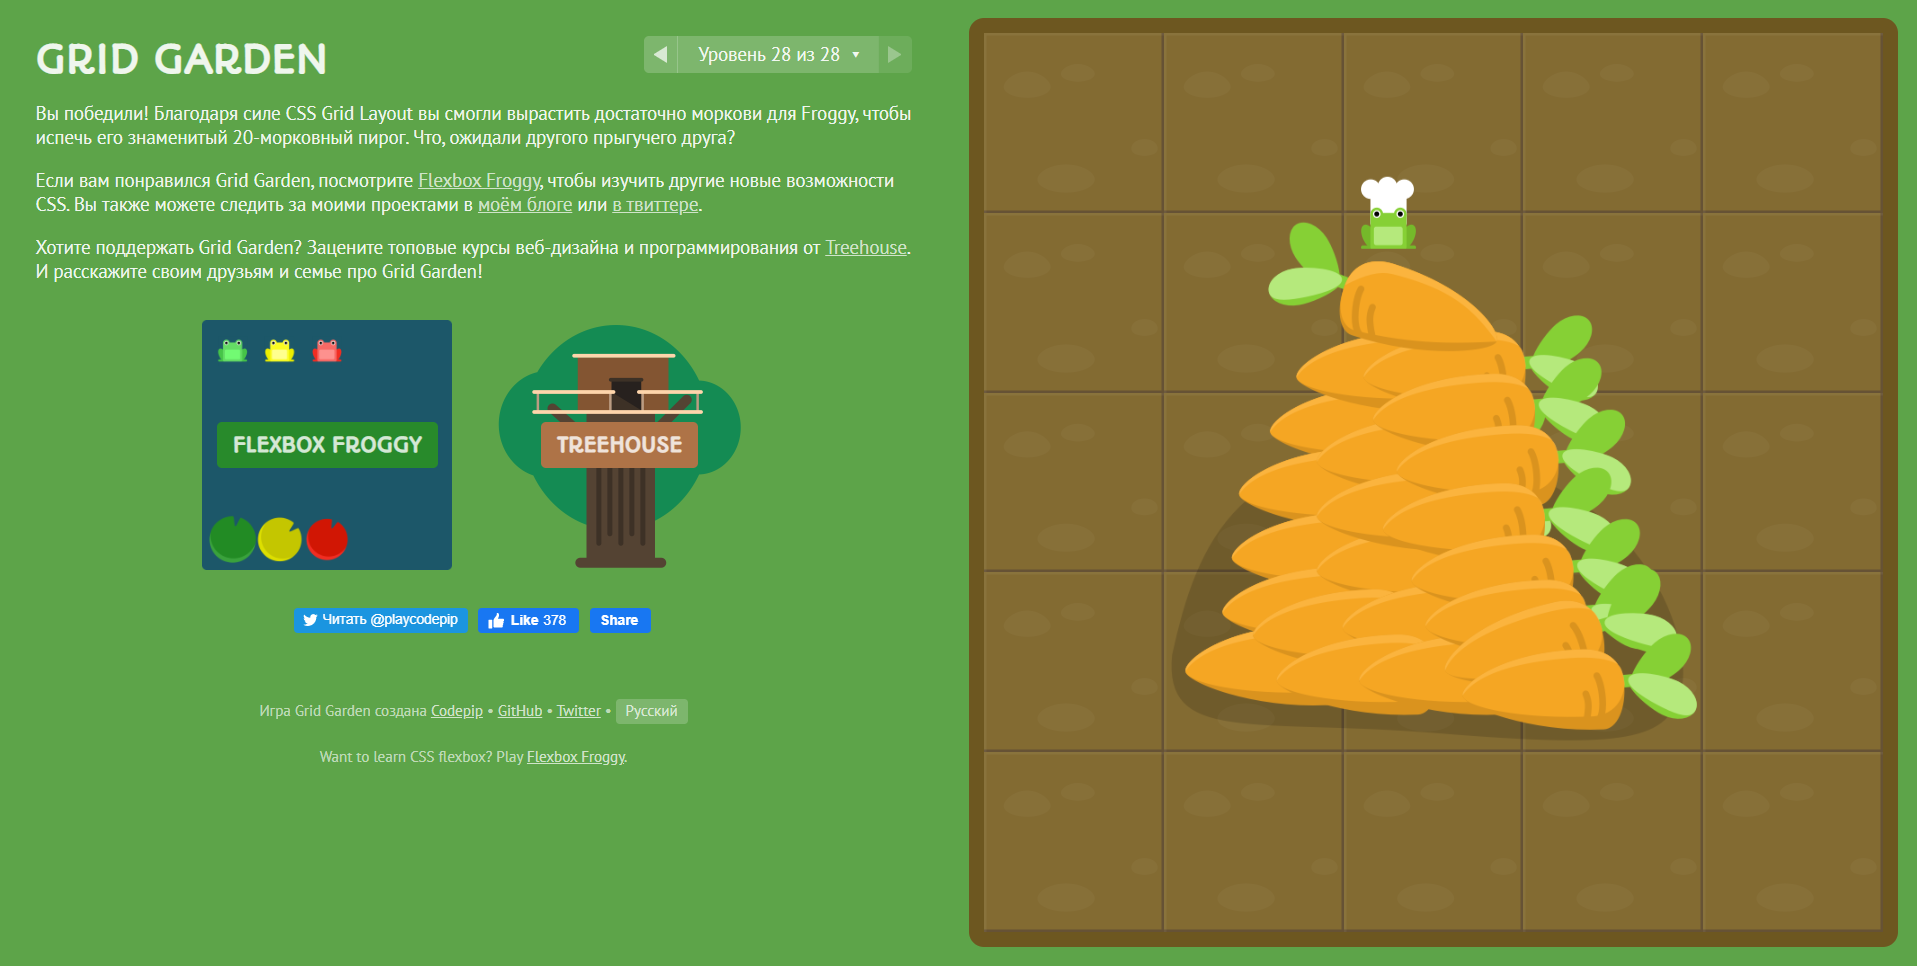 GRID GARDEN
Уровень 28 из 28
Вы победили! Благодаря силе CSS Grid Layout вы смогли вырастить достаточно моркови для Froggy, чтобы
испечь его знаменитый 20-морковный пирог. Что, ожидали другого прыгучего друга?
Если вам понравился Grid Garden, посмотрите Flexbox Froggy, чтобы изучить другие новые возможности
CSS. Вы также можете следить за моими проектами в моём блоге или в твиттере.
Хотите поддержать Grid Garden? Зацените топовые курсы веб-дизайна и программирования от Treehouse.
И расскажите своим друзьям и семье про Grid Garden!
FLEXBOX FROGGY
TREEHOUSE
Читать @playcodepip
Like 378
Share
Игра Grid Garden создана Codepip • GitHub • Twitter • Русский
Want to learn CSS flexbox? Play Flexbox Froggy.